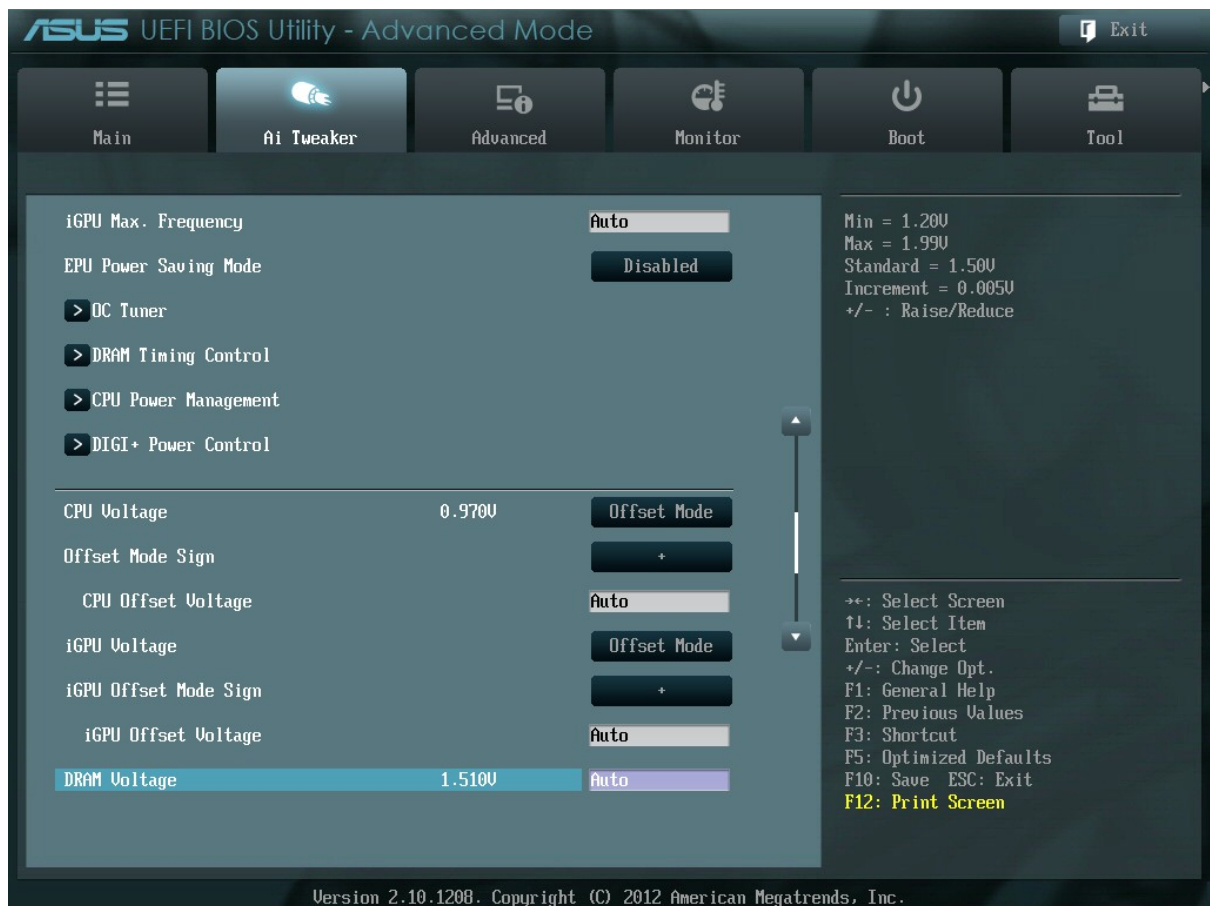 ASUS UEFI BIOS Utility - Advanced Mode
Exit
Main
Ai Tweaker
Advanced
Monitor
Boot
Tool
iGPU Max. Frequency Auto
EPU Power Saving Mode Disabled
> OC Tuner
> DRAM Timing Control
> CPU Power Management
> DIGI+ Power Control
CPU Voltage 0.970V Offset Mode
Offset Mode Sign +
CPU Offset Voltage Auto
iGPU Voltage Offset Mode
iGPU Offset Mode Sign +
iGPU Offset Voltage Auto
DRAM Voltage 1.510V Auto
Min = 1.20V
Max = 1.99V
Standard = 1.50V
Increment = 0.005V
+/- : Raise/Reduce
→←: Select Screen
↑↓: Select Item
Enter: Select
+/-: Change Opt.
F1: General Help
F2: Previous Values
F3: Shortcut
F5: Optimized Defaults
F10: Save ESC: Exit
F12: Print Screen
Version 2.10.1208. Copyright (C) 2012 American Megatrends, Inc.